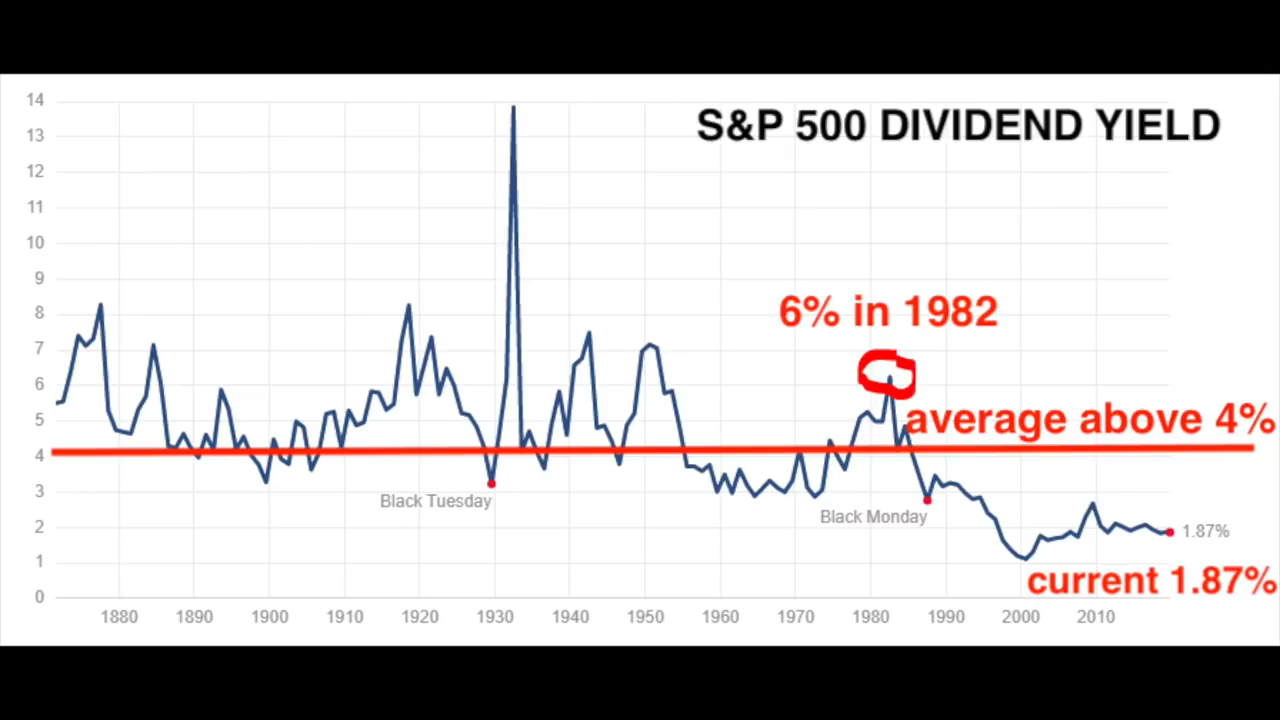 S&P 500 DIVIDEND YIELD
14
13
12
11
10
9
8
7
6
5
4
3
2
1
0
6% in 1982
average above 4%
Black Tuesday
Black Monday
1.87%
current 1.87%
1880 1890 1900 1910 1920 1930 1940 1950 1960 1970 1980 1990 2000 2010